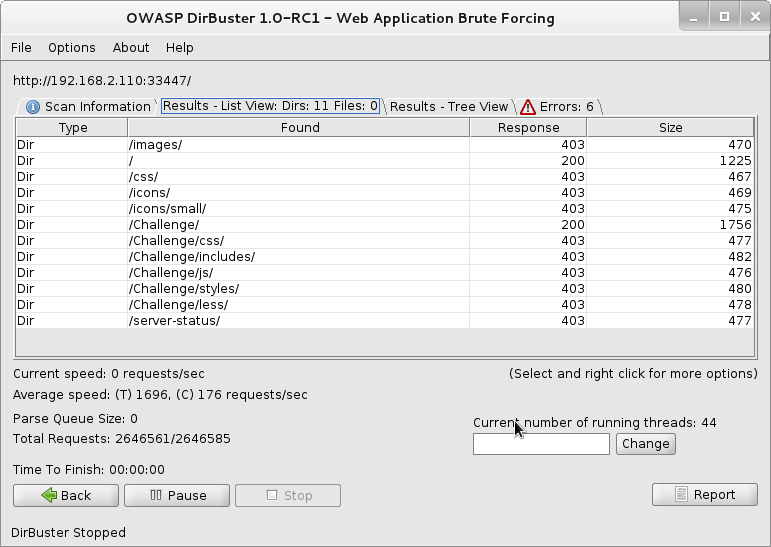 OWASP DirBuster 1.0-RC1 - Web Application Brute Forcing
File Options About Help
http://192.168.2.110:33447/
Scan Information Results - List View: Dirs: 11 Files: 0 Results - Tree View Errors: 6
Type Found Response Size
Dir /images/ 403 470
Dir / 200 1225
Dir /css/ 403 467
Dir /icons/ 403 469
Dir /icons/small/ 403 475
Dir /Challenge/ 200 1756
Dir /Challenge/css/ 403 477
Dir /Challenge/includes/ 403 482
Dir /Challenge/js/ 403 476
Dir /Challenge/styles/ 403 480
Dir /Challenge/less/ 403 478
Dir /server-status/ 403 477
Current speed: 0 requests/sec (Select and right click for more options)
Average speed: (T) 1696, (C) 176 requests/sec
Parse Queue Size: 0 Current number of running threads: 44
Total Requests: 2646561/2646585 Change
Time To Finish: 00:00:00
Back Pause Stop Report
DirBuster Stopped